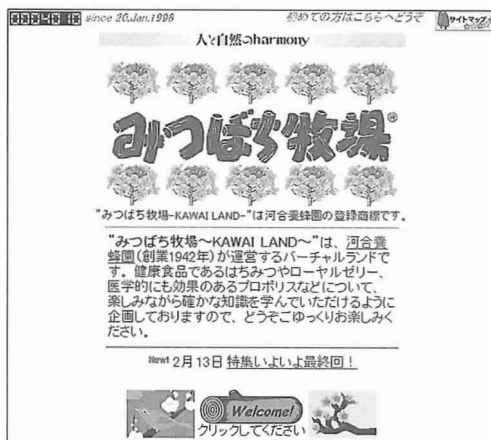 since 20.Jan.1998
初めての方はこちらへどうぞ
サイトマップ
人と自然のharmony
みつばち牧場®
"みつばち牧場-KAWAI LAND-"は河合養蜂園の登録商標です。
"みつばち牧場～KAWAI LAND～"は、河合養
蜂園(創業1942年)が運営するバーチャルランドで
す。健康食品であるはちみつやローヤルゼリー、
医学的にも効果のあるプロポリスなどについて、
楽しみながら確かな知識を学んでいただけるように
企画しておりますので、どうぞごゆっくりお楽しみく
ださい。
New! 2月13日 特集いよいよ最終回！
Welcome!
クリックしてください